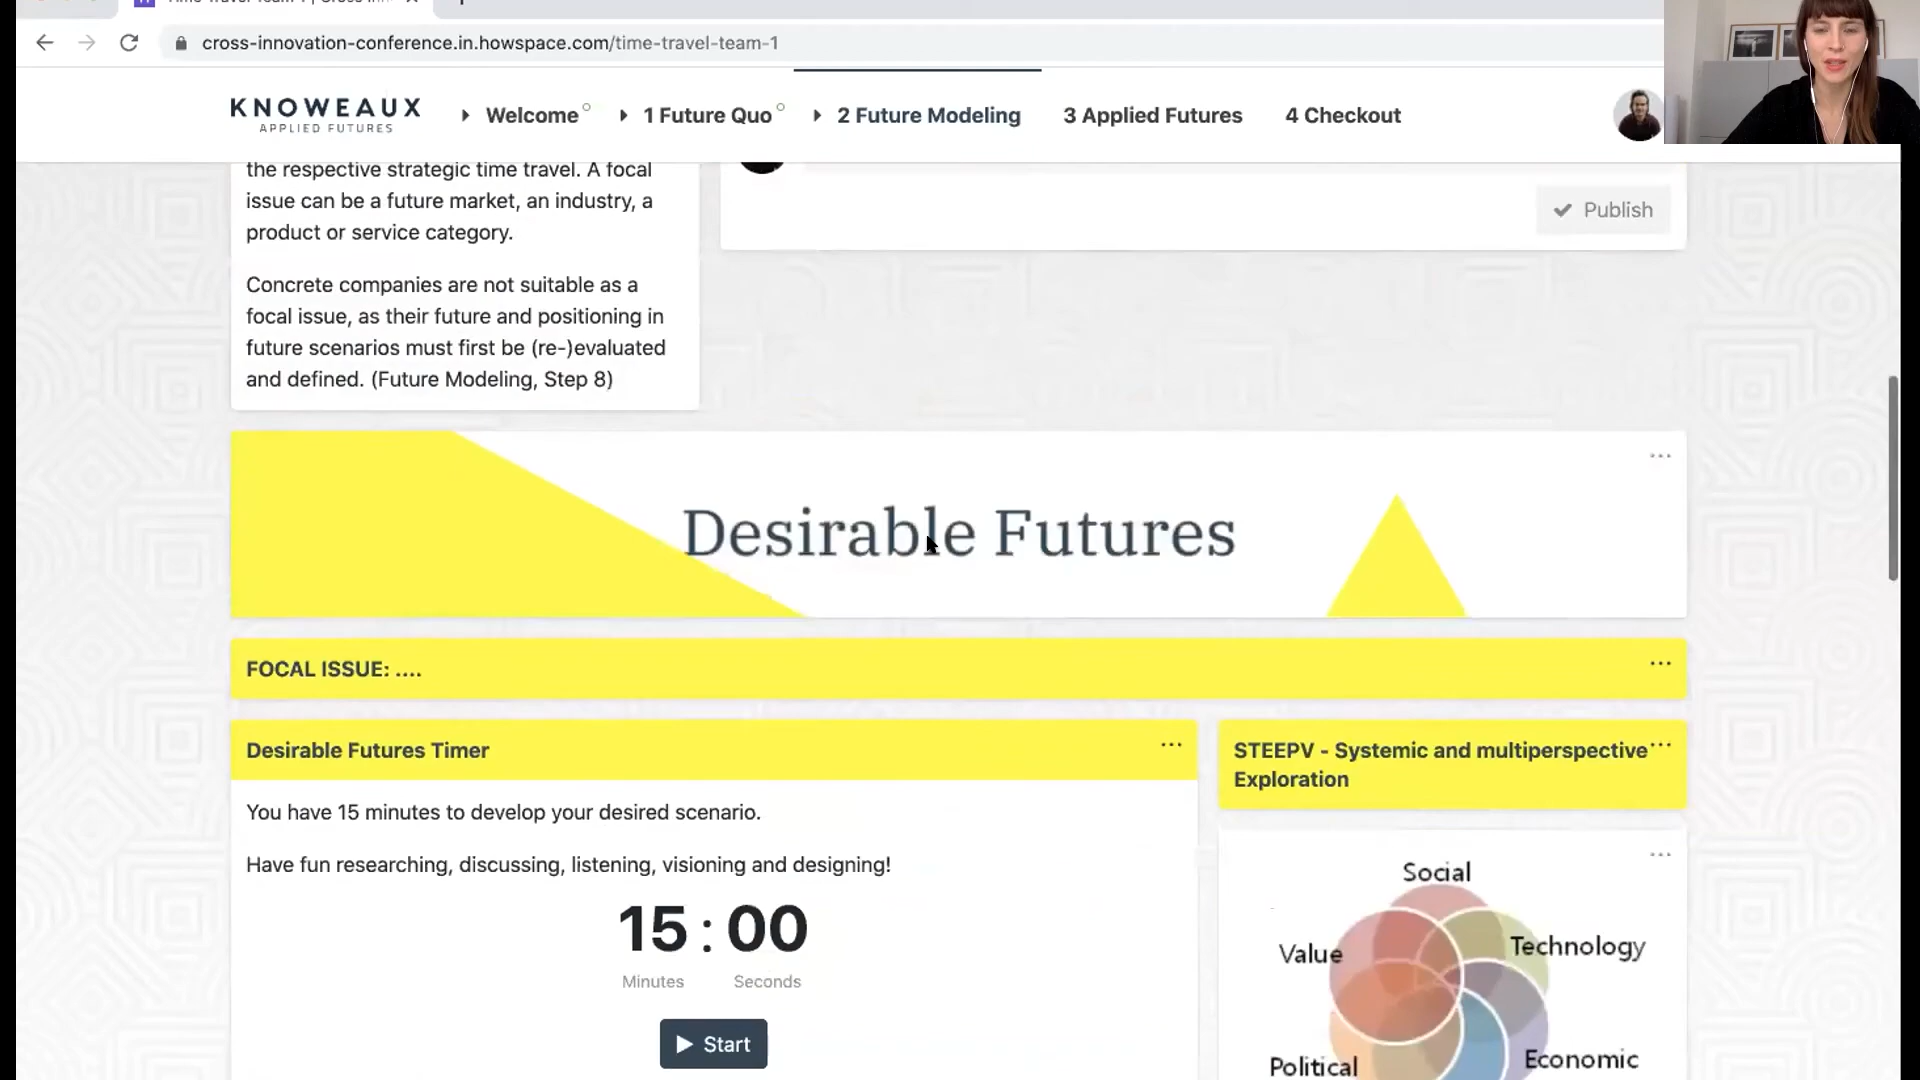 cross-innovation-conference.in.howspace.com/time-travel-team-1
KNOWEAUX
APPLIED FUTURES
Welcome
1 Future Quo
2 Future Modeling
3 Applied Futures
4 Checkout
the respective strategic time travel. A focal
issue can be a future market, an industry, a
product or service category.
Publish
Concrete companies are not suitable as a
focal issue, as their future and positioning in
future scenarios must first be (re-)evaluated
and defined. (Future Modeling, Step 8)
Desirable Futures
FOCAL ISSUE: ....
Desirable Futures Timer
You have 15 minutes to develop your desired scenario.
Have fun researching, discussing, listening, visioning and designing!
15 : 00
Minutes Seconds
Start
STEEPV - Systemic and multiperspective
Exploration
Social
Value
Technology
Political
Economic